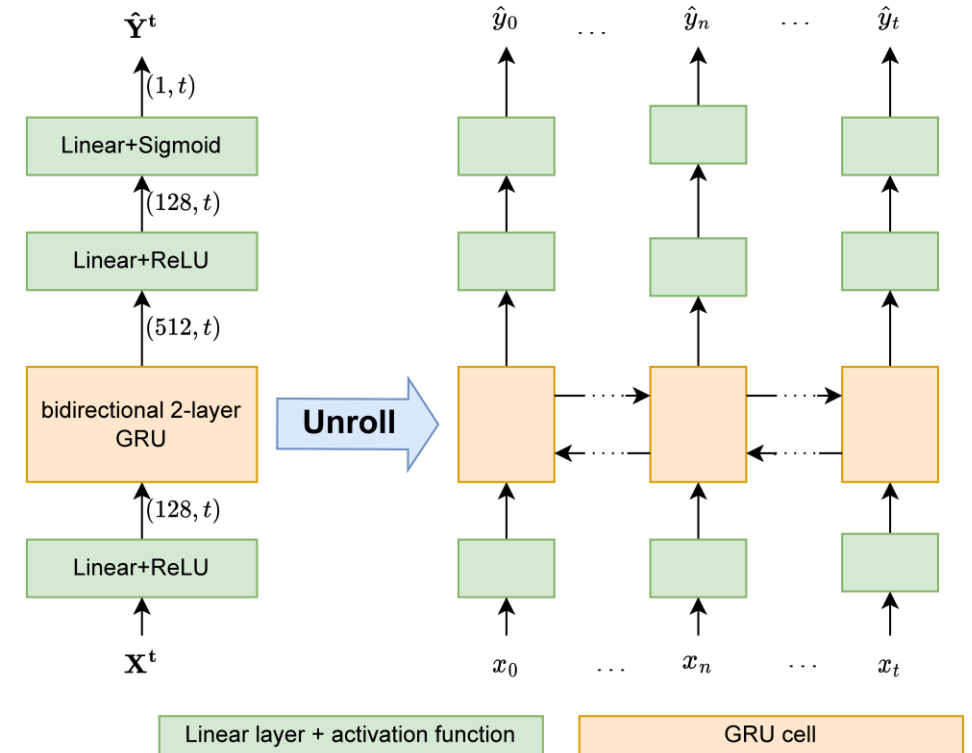 Ŷᵗ
(1, t)
Linear+Sigmoid
(128, t)
Linear+ReLU
(512, t)
bidirectional 2-layer
GRU
(128, t)
Linear+ReLU
Xᵗ
Unroll
ŷ₀ ... ŷₙ ... ŷₜ
x₀ ... xₙ ... xₜ
Linear layer + activation function
GRU cell